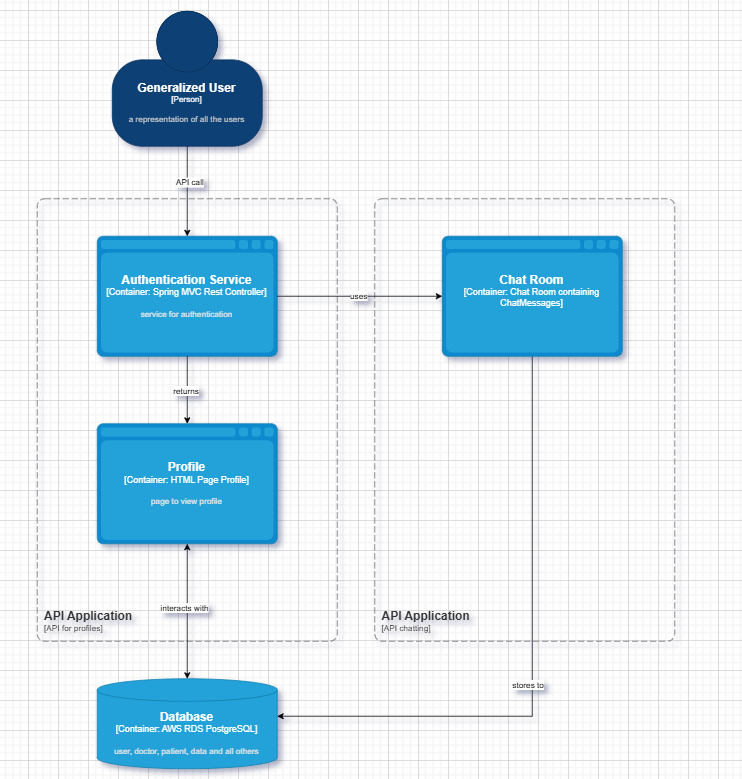 Generalized User
[Person]
a representation of all the users
API call
Authentication Service
[Container: Spring MVC Rest Controller]
service for authentication
uses
Chat Room
[Container: Chat Room containing
ChatMessages]
returns
Profile
[Container: HTML Page Profile]
page to view profile
interacts with
API Application
[API for profiles]
API Application
[API chatting]
stores to
Database
[Container: AWS RDS PostgreSQL]
user, doctor, patient, data and all others